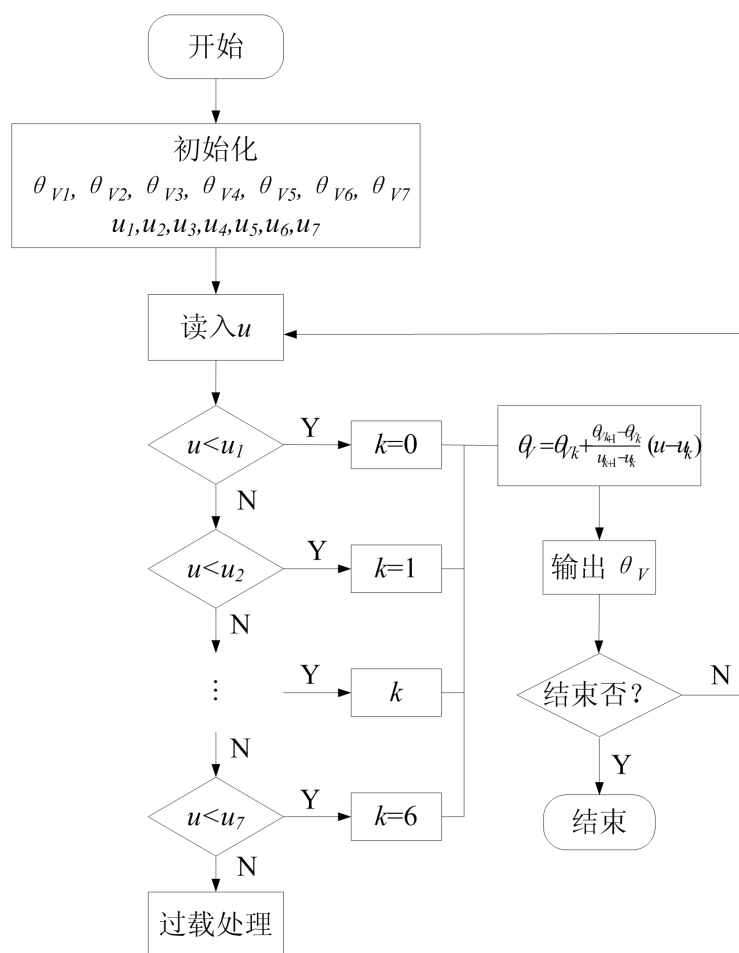 开始
初始化
θV1, θV2, θV3, θV4, θV5, θV6, θV7
u1,u2,u3,u4,u5,u6,u7
读入u
u<u1
Y
k=0
θV=θVk+(θVk+1−θVk)/(uk+1−uk)(u−uk)
N
u<u2
Y
k=1
输出 θV
N
⋮
Y
k
结束否?
N
N
Y
u<u7
Y
k=6
结束
N
过载处理